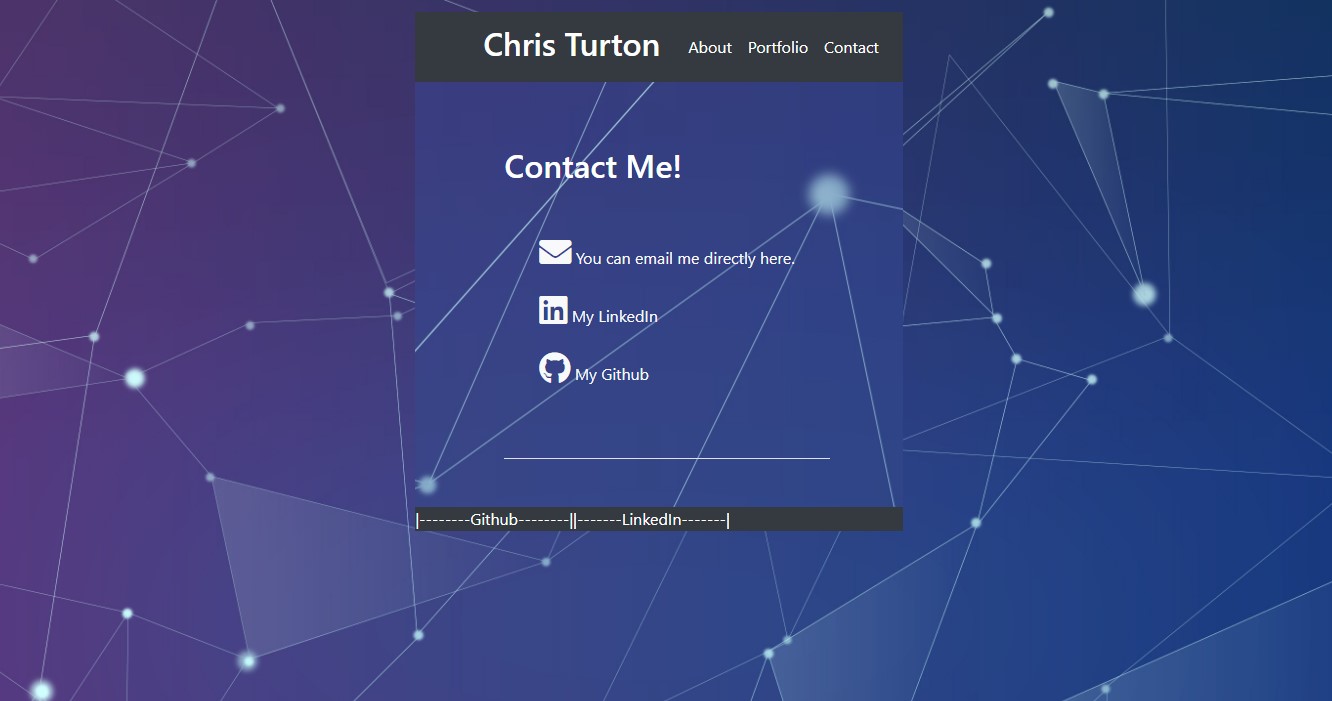 Chris Turton About Portfolio Contact
Contact Me!
You can email me directly here.
in My LinkedIn
My Github
|--------Github--------||-------LinkedIn-------|